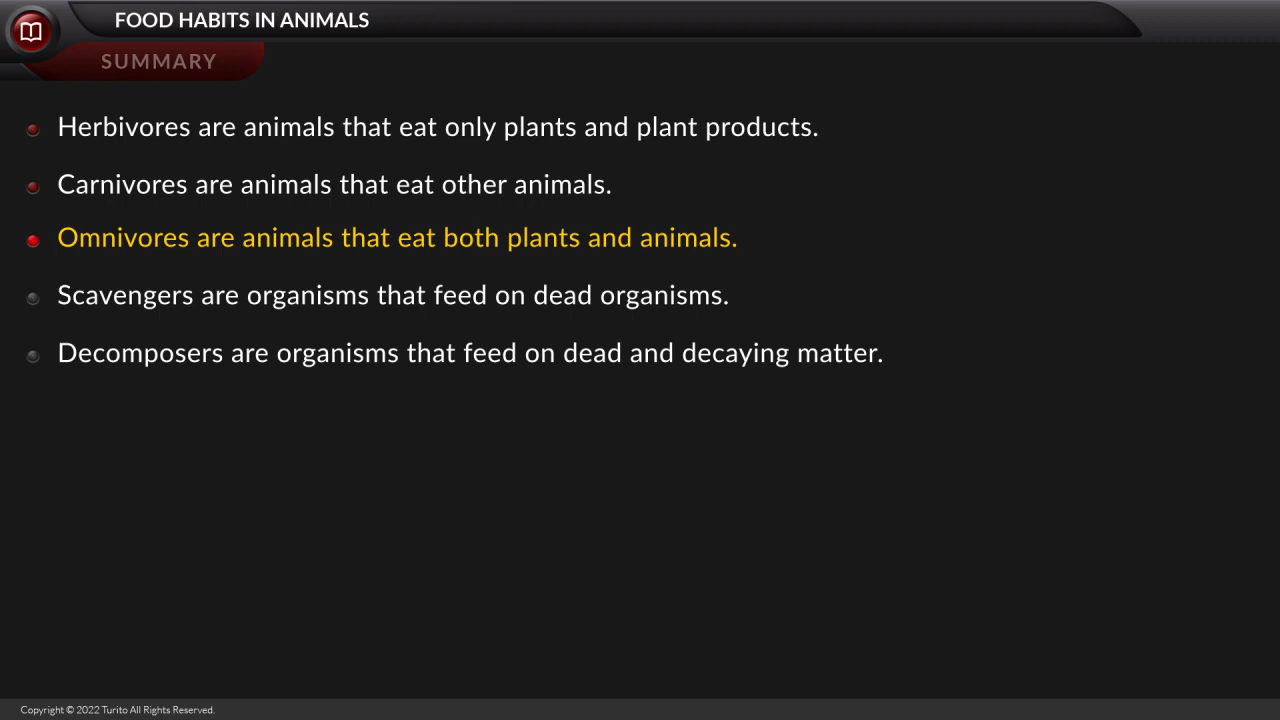 FOOD HABITS IN ANIMALS
SUMMARY
Herbivores are animals that eat only plants and plant products.
Carnivores are animals that eat other animals.
Omnivores are animals that eat both plants and animals.
Scavengers are organisms that feed on dead organisms.
Decomposers are organisms that feed on dead and decaying matter.
Copyright © 2022 Turito All Rights Reserved.